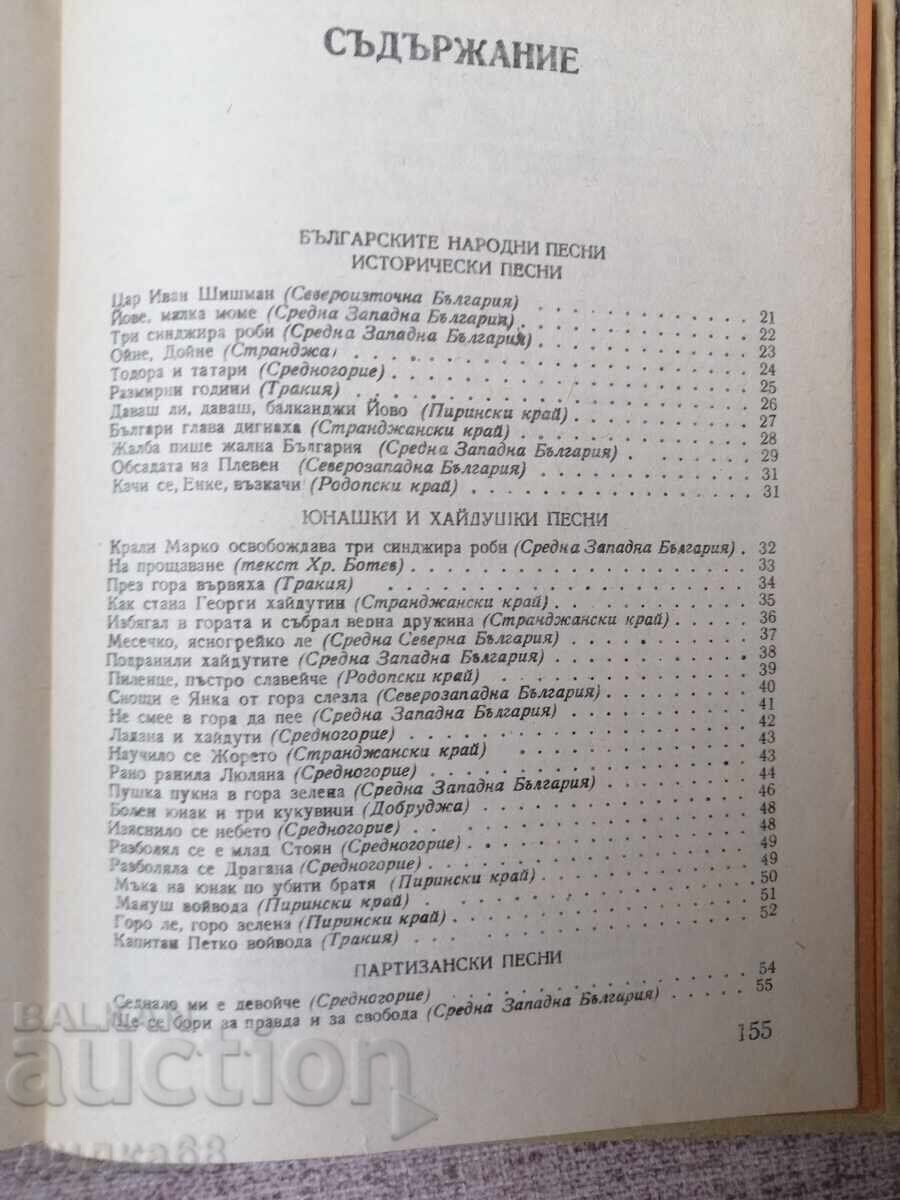 СЪДЪРЖАНИЕ
БЪЛГАРСКИТЕ НАРОДНИ ПЕСНИ
ИСТОРИЧЕСКИ ПЕСНИ
Цар Иван Шишман (Североизточна България) 21
Йове, малка моме (Средна Западна България) 22
Три синджира роби (Средна Западна България) 23
Ойне, Дойне (Странджа) 24
Тодора и татари (Средногорие) 25
Размирни години (Тракия) 26
Даваш ли, даваш, балканджи Йово (Пирински край) 27
Българи глава дигнаха (Странджански край) 28
Жалба пише жална България (Средна Западна България) 29
Обсадата на Плевен (Северозападна България) 31
Качи се, Енке, възкачи (Родопски край) 31
ЮНАШКИ И ХАЙДУШКИ ПЕСНИ
Крали Марко освобождава три синджира роби (Средна Западна България) 32
На прощаване (текст Хр. Ботев) 33
През гора вървяха (Тракия) 34
Как стана Георги хайдутин (Странджански край) 35
Избягал в гората и събрал верна дружина (Странджански край) 36
Месечко, ясногрейко ле (Средна Северна България) 37
Подранили хайдутите (Средна Западна България) 38
Пиленце, пъстро славейче (Родопски край) 39
Снощи е Янка от гора слезла (Северозападна България) 40
Не смее в гора да пее (Средна Западна България) 41
Ладана и хайдути (Средногорие) 42
Научило се Жорето (Странджански край) 43
Рано ранила Люляна (Средногорие) 43
Пушка пукна в гора зелена (Средна Западна България) 44
Болен юнак и три кукувици (Добруджа) 46
Изяснило се небето (Средногорие) 48
Разболял се е млад Стоян (Средногорие) 48
Разболяла се Драгана (Средногорие) 49
Мъка на юнак по убити братя (Пирински край) 49
Мануш войвода (Пирински край) 50
Горо ле, горо зелена (Пирински край) 51
Капитан Петко войвода (Тракия) 52
ПАРТИЗАНСКИ ПЕСНИ
Седнало ми е девойче (Средногорие) 54
Ще се бори за правда и за свобода (Средна Западна България) 55
155
BALKAN
auction
лилка68